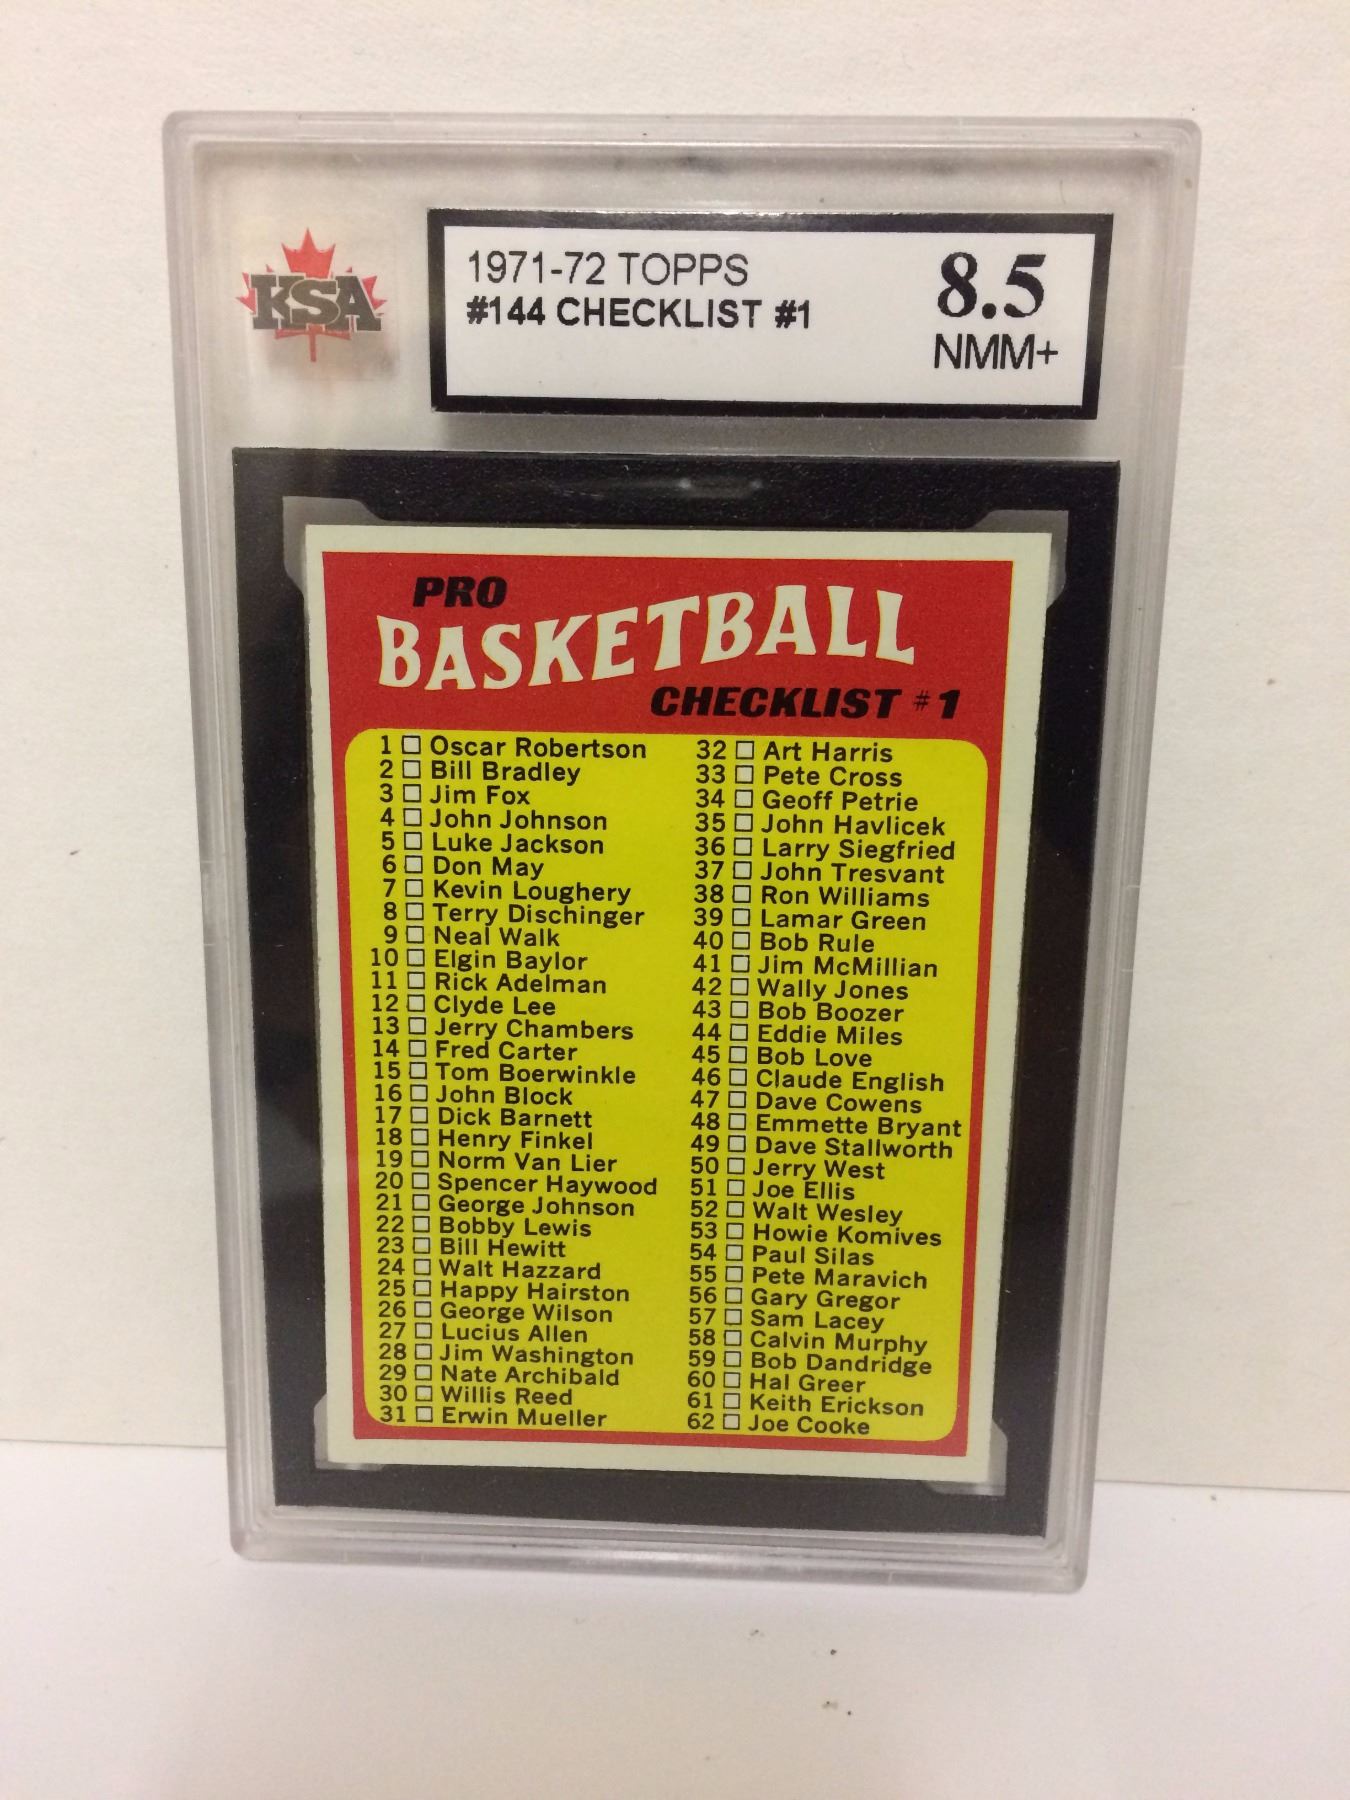 KSA
1971-72 TOPPS
#144 CHECKLIST #1
8.5
NMM+
PRO
BASKETBALL
CHECKLIST #1
1 Oscar Robertson
2 Bill Bradley
3 Jim Fox
4 John Johnson
5 Luke Jackson
6 Don May
7 Kevin Loughery
8 Terry Dischinger
9 Neal Walk
10 Elgin Baylor
11 Rick Adelman
12 Clyde Lee
13 Jerry Chambers
14 Fred Carter
15 Tom Boerwinkle
16 John Block
17 Dick Barnett
18 Henry Finkel
19 Norm Van Lier
20 Spencer Haywood
21 George Johnson
22 Bobby Lewis
23 Bill Hewitt
24 Walt Hazzard
25 Happy Hairston
26 George Wilson
27 Lucius Allen
28 Jim Washington
29 Nate Archibald
30 Willis Reed
31 Erwin Mueller
32 Art Harris
33 Pete Cross
34 Geoff Petrie
35 John Havlicek
36 Larry Siegfried
37 John Tresvant
38 Ron Williams
39 Lamar Green
40 Bob Rule
41 Jim McMillian
42 Wally Jones
43 Bob Boozer
44 Eddie Miles
45 Bob Love
46 Claude English
47 Dave Cowens
48 Emmette Bryant
49 Dave Stallworth
50 Jerry West
51 Joe Ellis
52 Walt Wesley
53 Howie Komives
54 Paul Silas
55 Pete Maravich
56 Gary Gregor
57 Sam Lacey
58 Calvin Murphy
59 Bob Dandridge
60 Hal Greer
61 Keith Erickson
62 Joe Cooke